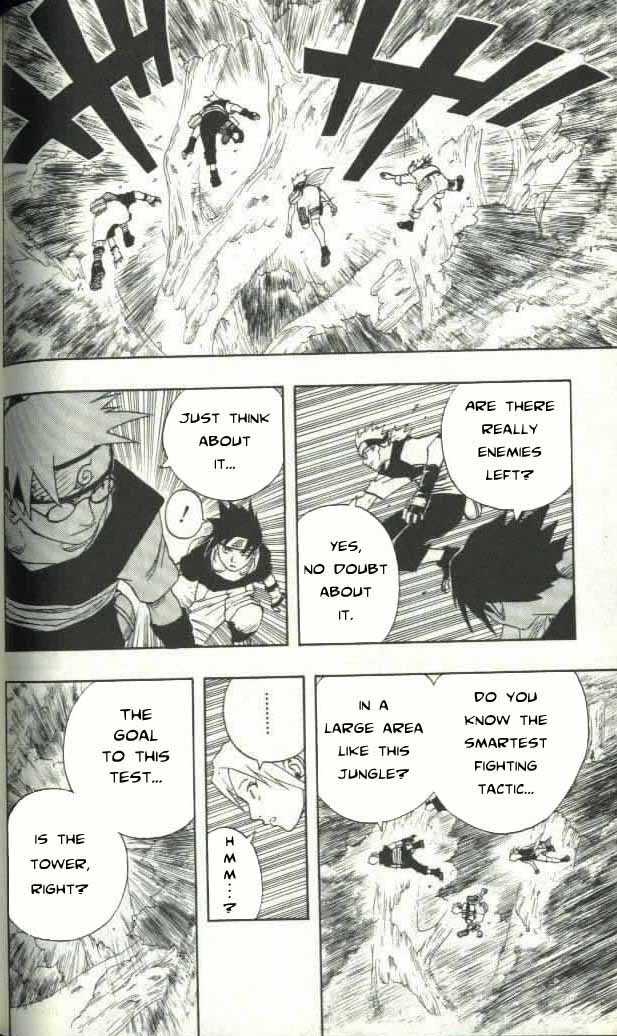 ARE THERE
REALLY
ENEMIES
LEFT?
YES,
NO DOUBT
ABOUT
IT.
JUST THINK
ABOUT
IT...
!
DO YOU
KNOW THE
SMARTEST
FIGHTING
TACTIC...
IN A
LARGE AREA
LIKE THIS
JUNGLE?
.........
HMM...?
THE
GOAL
TO THIS
TEST...
IS THE
TOWER,
RIGHT?